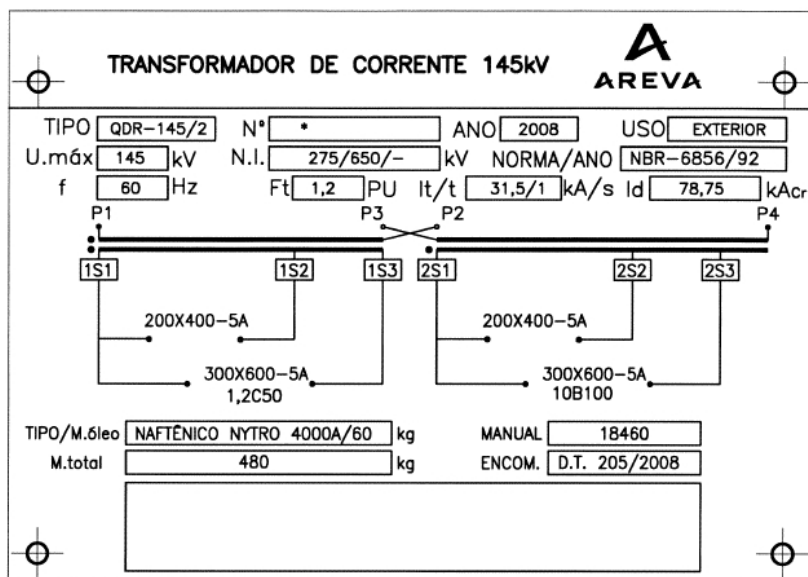 TRANSFORMADOR DE CORRENTE 145kV
AREVA
TIPO QDR-145/2 Nº * ANO 2008 USO EXTERIOR
U.máx 145 kV N.I. 275/650/- kV NORMA/ANO NBR-6856/92
f 60 Hz Ft 1,2 PU It/t 31,5/1 kA/s Id 78,75 kAcr
P1 P3 P2 P4
1S1 1S2 1S3 2S1 2S2 2S3
200X400-5A 200X400-5A
300X600-5A 300X600-5A
1,2C50 10B100
TIPO/M.óleo NAFTÊNICO NYTRO 4000A/60 kg MANUAL 18460
M.total 480 kg ENCOM. D.T. 205/2008